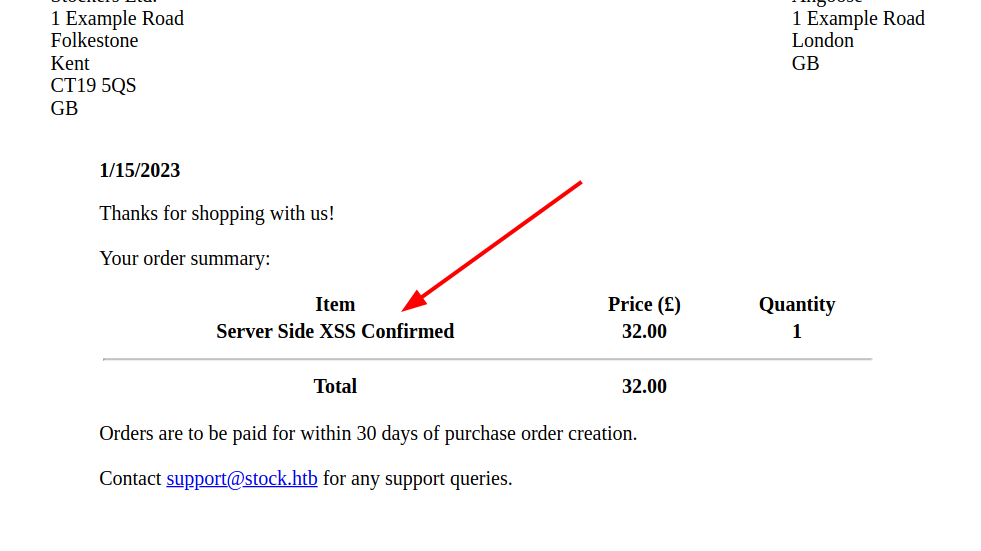 Stockers Ltd.
1 Example Road
Folkestone
Kent
CT19 5QS
GB
Angoose
1 Example Road
London
GB
1/15/2023
Thanks for shopping with us!
Your order summary:
Item Price (£) Quantity
Server Side XSS Confirmed 32.00 1
Total 32.00
Orders are to be paid for within 30 days of purchase order creation.
Contact support@stock.htb for any support queries.